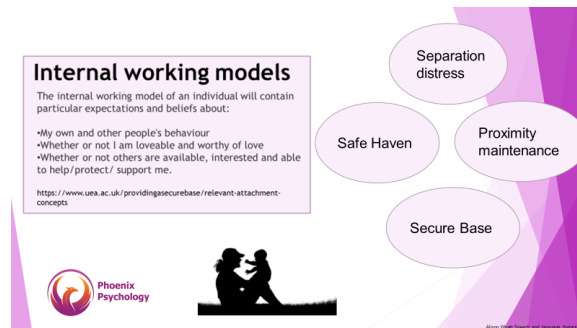 Internal working models
The internal working model of an individual will contain
particular expectations and beliefs about:
•My own and other people's behaviour
•Whether or not I am loveable and worthy of love
•Whether or not others are available, interested and able
to help/protect/ support me.
https://www.uea.ac.uk/providingasecurebase/relevant-attachment-
concepts
Separation
distress
Safe Haven
Proximity
maintenance
Secure Base
Phoenix
Psychology